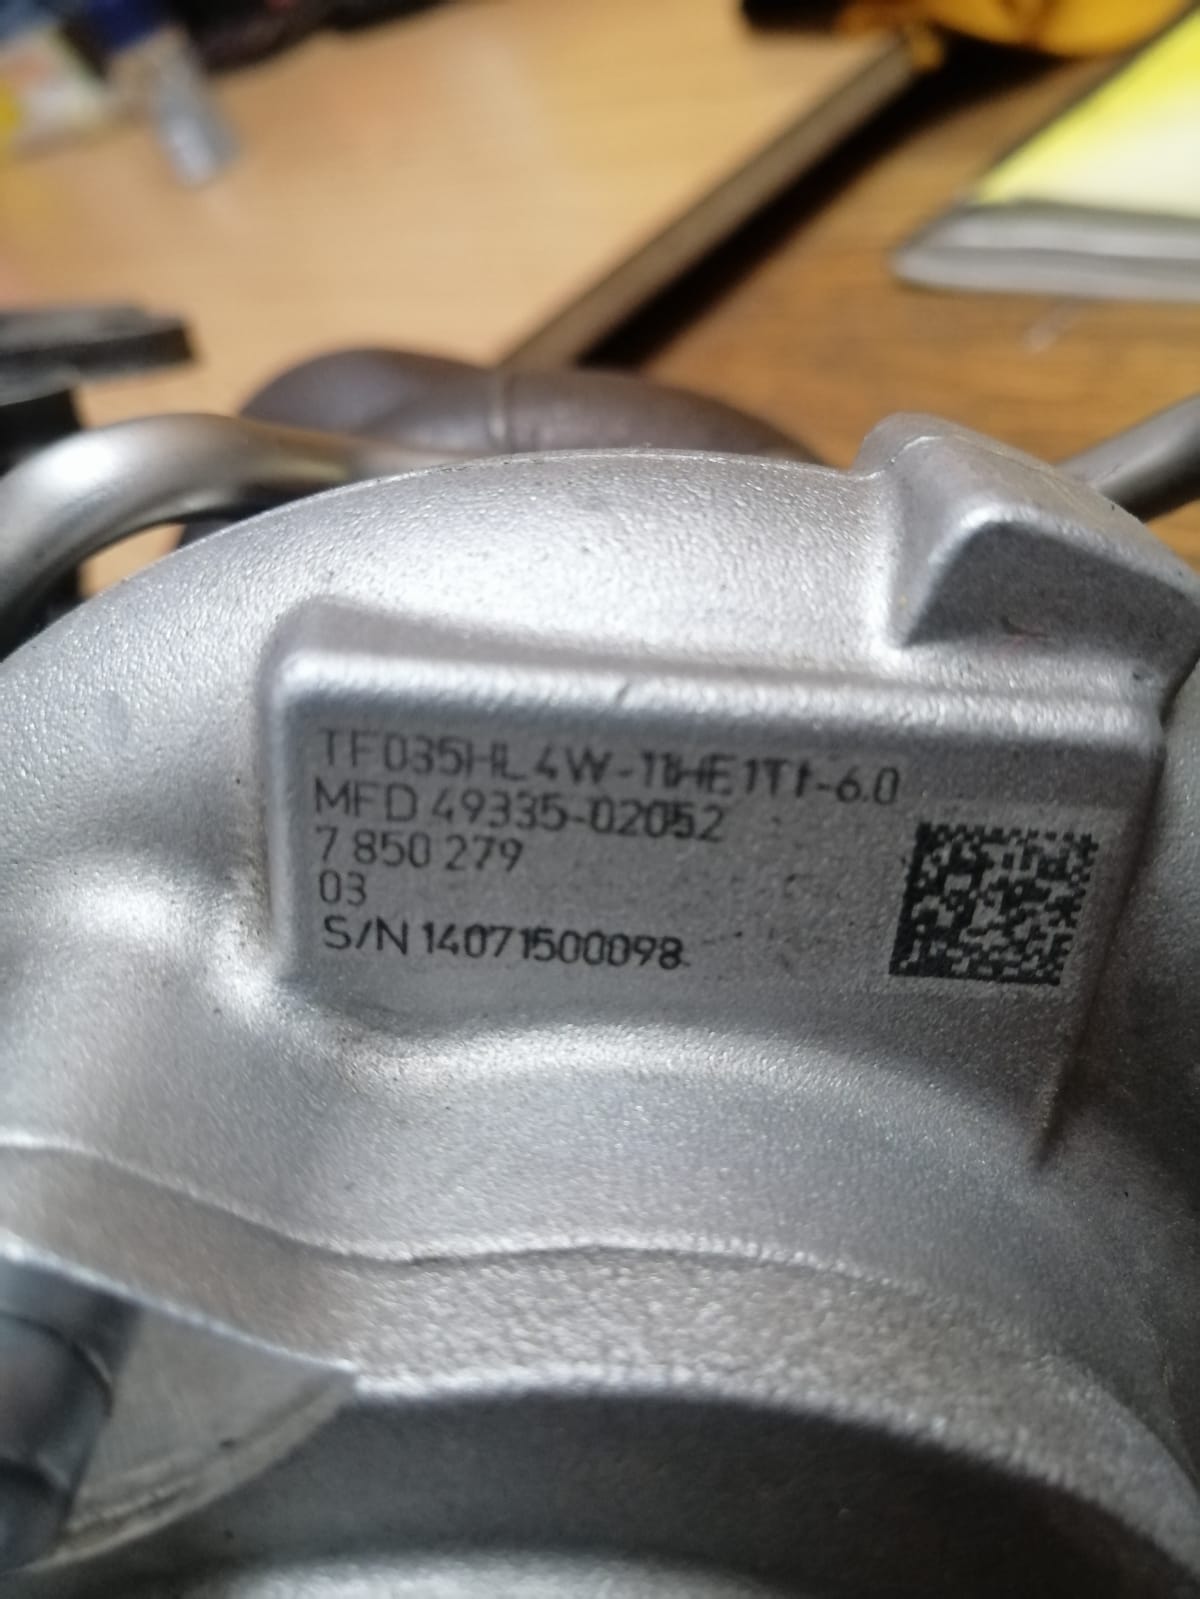 TF035HL4W-11HE1T1-6.0
MFD 49335-02052
7 850 279
03
S/N 14071500098